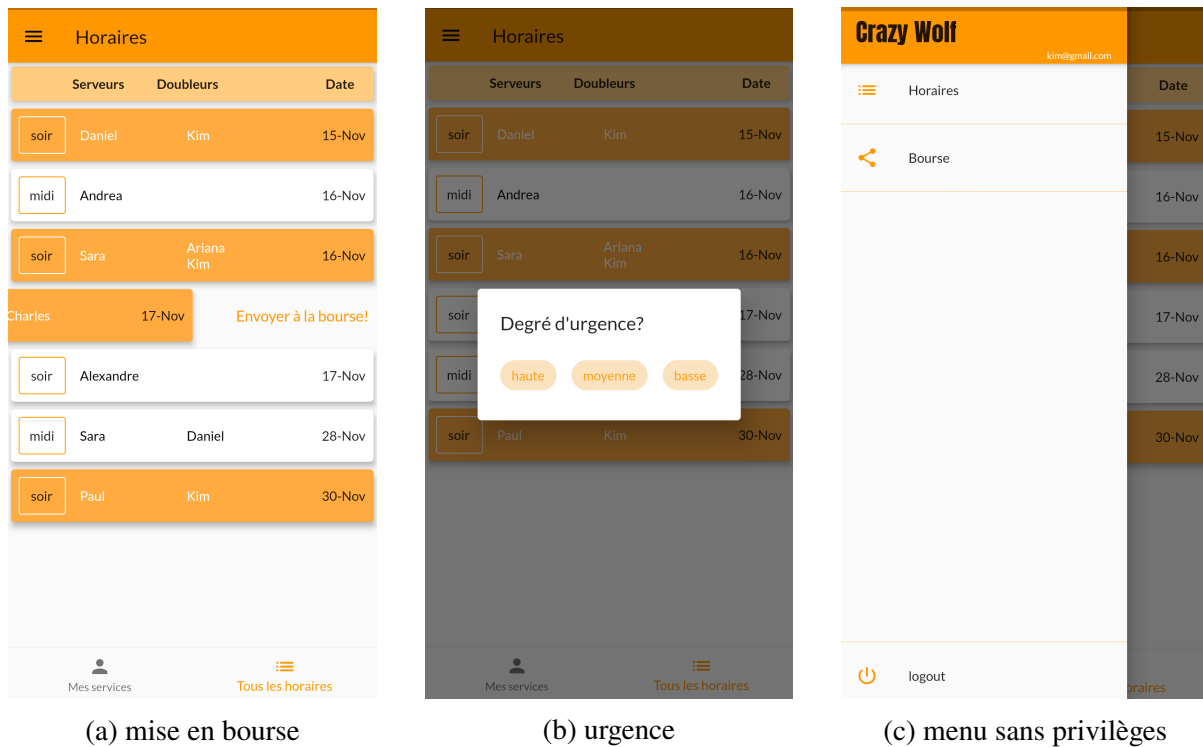 Horaires
Serveurs Doubleurs Date
soir Daniel Kim 15-Nov
midi Andrea 16-Nov
soir Sara Ariana Kim 16-Nov
Charles 17-Nov Envoyer à la bourse!
soir Alexandre 17-Nov
midi Sara Daniel 28-Nov
soir Paul Kim 30-Nov
Mes services Tous les horaires
(a) mise en bourse
Horaires
Serveurs Doubleurs Date
soir Daniel Kim 15-Nov
midi Andrea 16-Nov
soir Sara Ariana Kim 16-Nov
soir 17-Nov
Degré d'urgence?
haute moyenne basse
midi 28-Nov
soir Paul Kim 30-Nov
Mes services Tous les horaires
(b) urgence
Crazy Wolf
kim@gmail.com
Horaires
Bourse
logout
Date
15-Nov
16-Nov
16-Nov
17-Nov
28-Nov
30-Nov
oraires
(c) menu sans privilèges